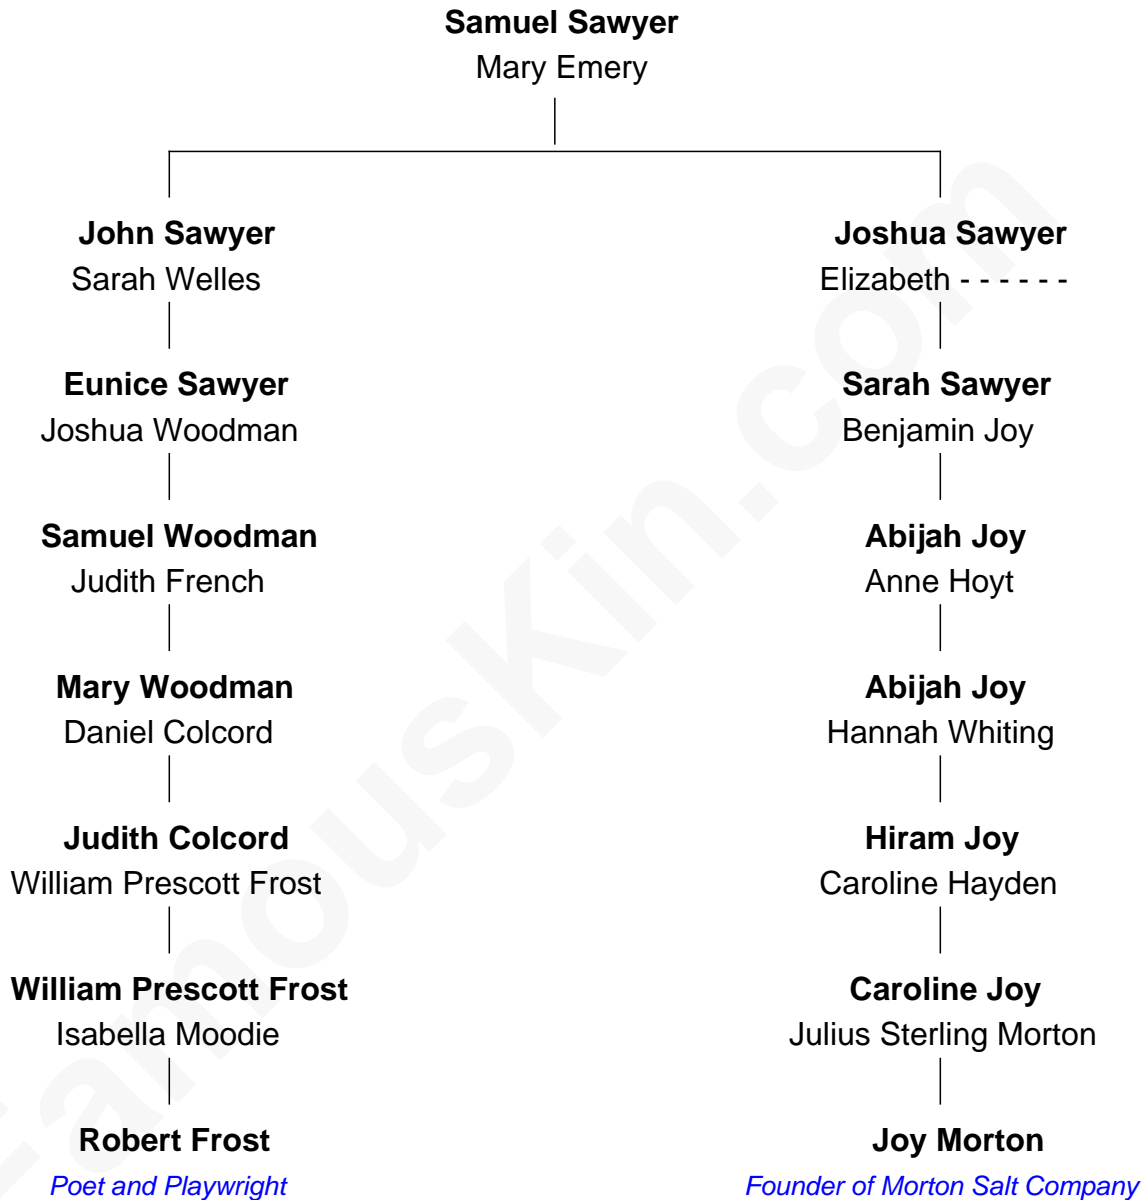 Samuel Sawyer
Mary Emery
John Sawyer
Sarah Welles
Joshua Sawyer
Elizabeth - - - - - -
Eunice Sawyer
Joshua Woodman
Sarah Sawyer
Benjamin Joy
Samuel Woodman
Judith French
Abijah Joy
Anne Hoyt
Mary Woodman
Daniel Colcord
Abijah Joy
Hannah Whiting
Judith Colcord
William Prescott Frost
Hiram Joy
Caroline Hayden
William Prescott Frost
Isabella Moodie
Caroline Joy
Julius Sterling Morton
Robert Frost
Poet and Playwright
Joy Morton
Founder of Morton Salt Company
FamousKin.com